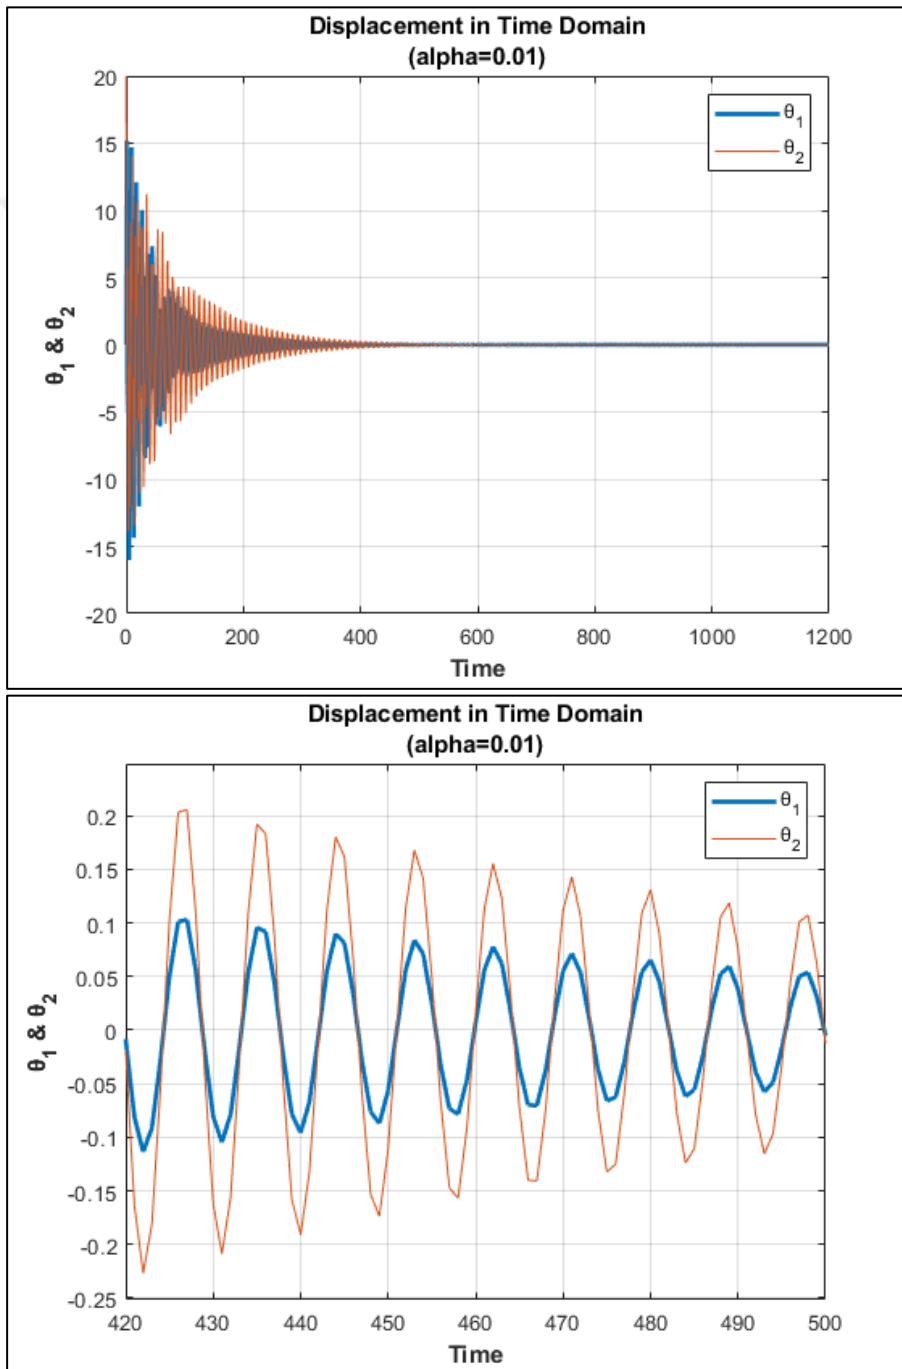 Displacement in Time Domain
(alpha=0.01)
θ₁
θ₂
θ₁ & θ₂
20
15
10
5
0
-5
-10
-15
-20
0 200 400 600 800 1000 1200
Time
Displacement in Time Domain
(alpha=0.01)
θ₁
θ₂
θ₁ & θ₂
0.2
0.15
0.1
0.05
0
-0.05
-0.1
-0.15
-0.2
-0.25
420 430 440 450 460 470 480 490 500
Time